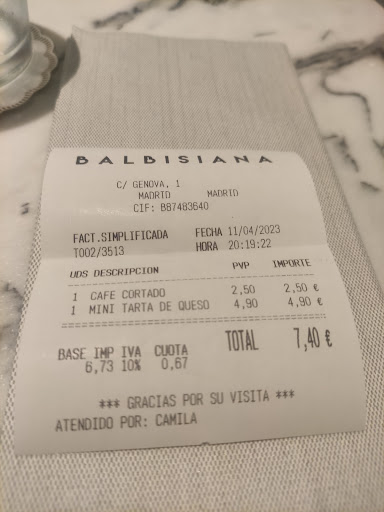 BALBISIANA
C/ GENOVA, 1
MADRID MADRID
CIF: B87483640
FACT.SIMPLIFICADA FECHA 11/04/2023
T002/3513 HORA 20:19:22
UDS DESCRIPCION PVP IMPORTE
1 CAFE CORTADO 2,50 2,50 €
1 MINI TARTA DE QUESO 4,90 4,90 €
BASE IMP IVA CUOTA TOTAL 7,40 €
6,73 10% 0,67
*** GRACIAS POR SU VISITA ***
ATENDIDO POR: CAMILA